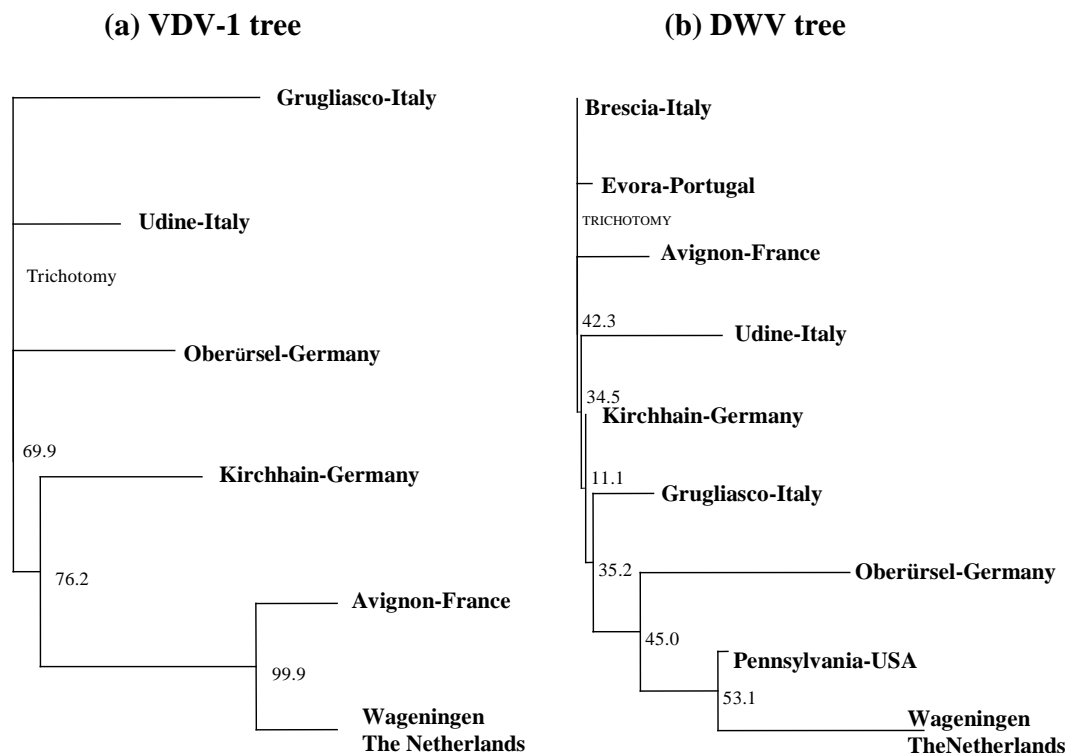 (a) VDV-1 tree
Grugliasco-Italy
Udine-Italy
Trichotomy
Oberürsel-Germany
69.9
Kirchhain-Germany
76.2
Avignon-France
99.9
Wageningen
The Netherlands
(b) DWV tree
Brescia-Italy
Evora-Portugal
TRICHOTOMY
Avignon-France
42.3
Udine-Italy
34.5
Kirchhain-Germany
11.1
Grugliasco-Italy
35.2
Oberürsel-Germany
45.0
Pennsylvania-USA
53.1
Wageningen
TheNetherlands